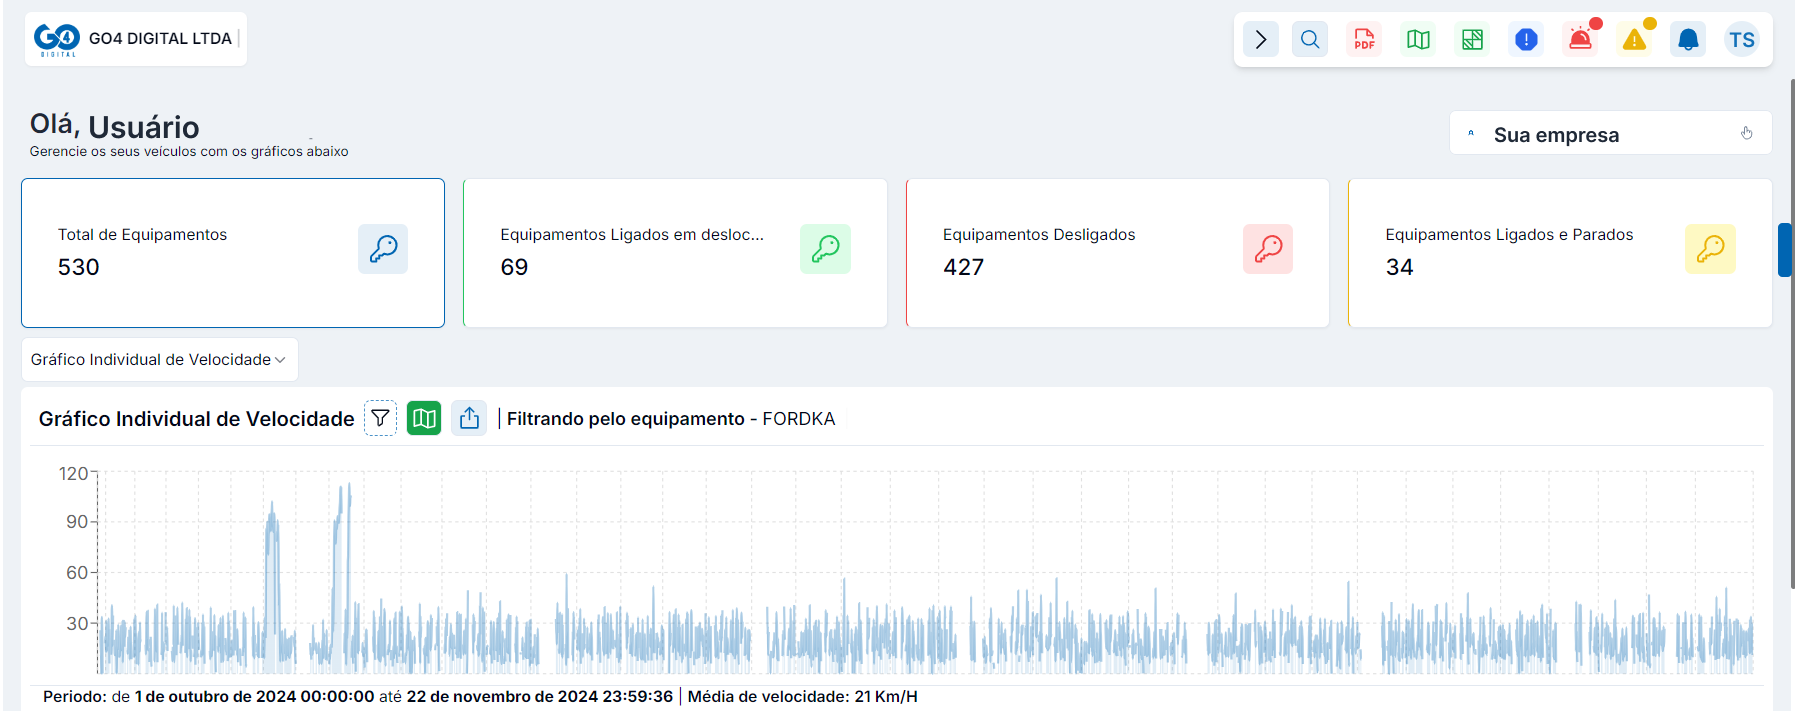 GO4 DIGITAL
GO4 DIGITAL LTDA
PDF
TS
Olá, Usuário
Gerencie os seus veículos com os gráficos abaixo
Sua empresa
Total de Equipamentos
530
Equipamentos Ligados em desloc...
69
Equipamentos Desligados
427
Equipamentos Ligados e Parados
34
Gráfico Individual de Velocidade
Gráfico Individual de Velocidade | Filtrando pelo equipamento - FORDKA
120
90
60
30
Periodo: de 1 de outubro de 2024 00:00:00 até 22 de novembro de 2024 23:59:36 | Média de velocidade: 21 Km/H